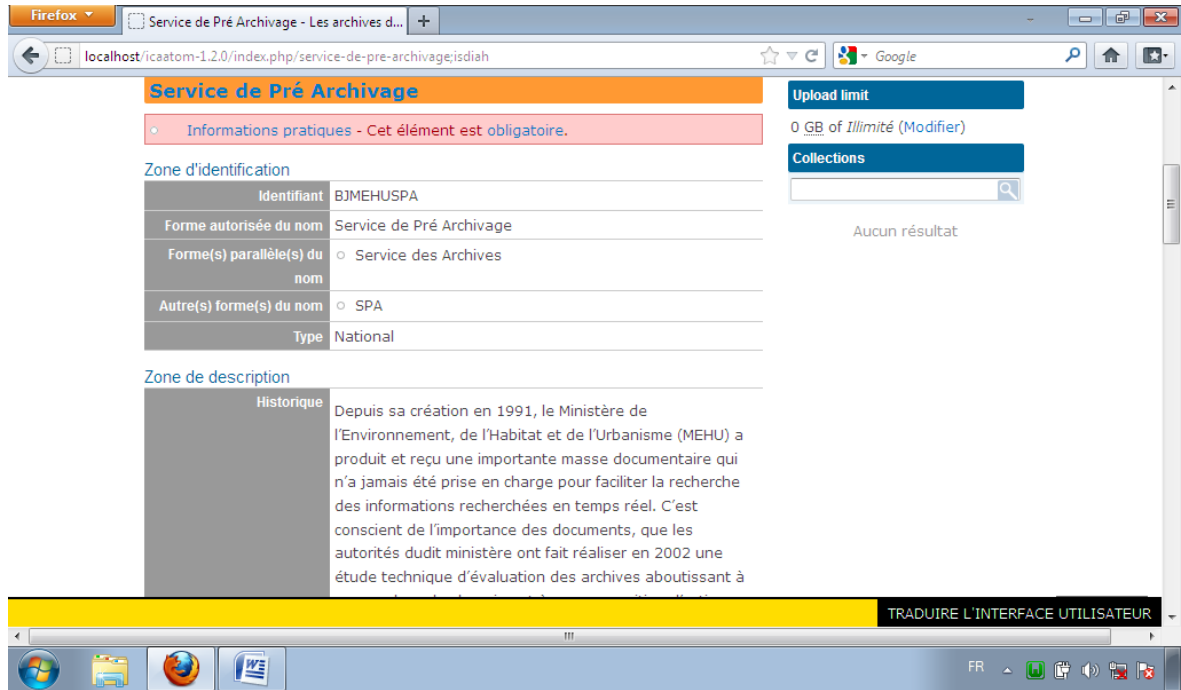 Firefox
Service de Pré Archivage - Les archives d...
localhost/icaatom-1.2.0/index.php/service-de-pre-archivage;isdiah
Google
Service de Pré Archivage
Informations pratiques - Cet élément est obligatoire.
Zone d'identification
Identifiant BJMEHUSPA
Forme autorisée du nom Service de Pré Archivage
Forme(s) parallèle(s) du nom Service des Archives
Autre(s) forme(s) du nom SPA
Type National
Zone de description
Historique
Depuis sa création en 1991, le Ministère de
l’Environnement, de l’Habitat et de l’Urbanisme (MEHU) a
produit et reçu une importante masse documentaire qui
n’a jamais été prise en charge pour faciliter la recherche
des informations recherchées en temps réel. C’est
conscient de l’importance des documents, que les
autorités dudit ministère ont fait réaliser en 2002 une
étude technique d’évaluation des archives aboutissant à
Upload limit
0 GB of Illimité (Modifier)
Collections
Aucun résultat
TRADUIRE L'INTERFACE UTILISATEUR
FR